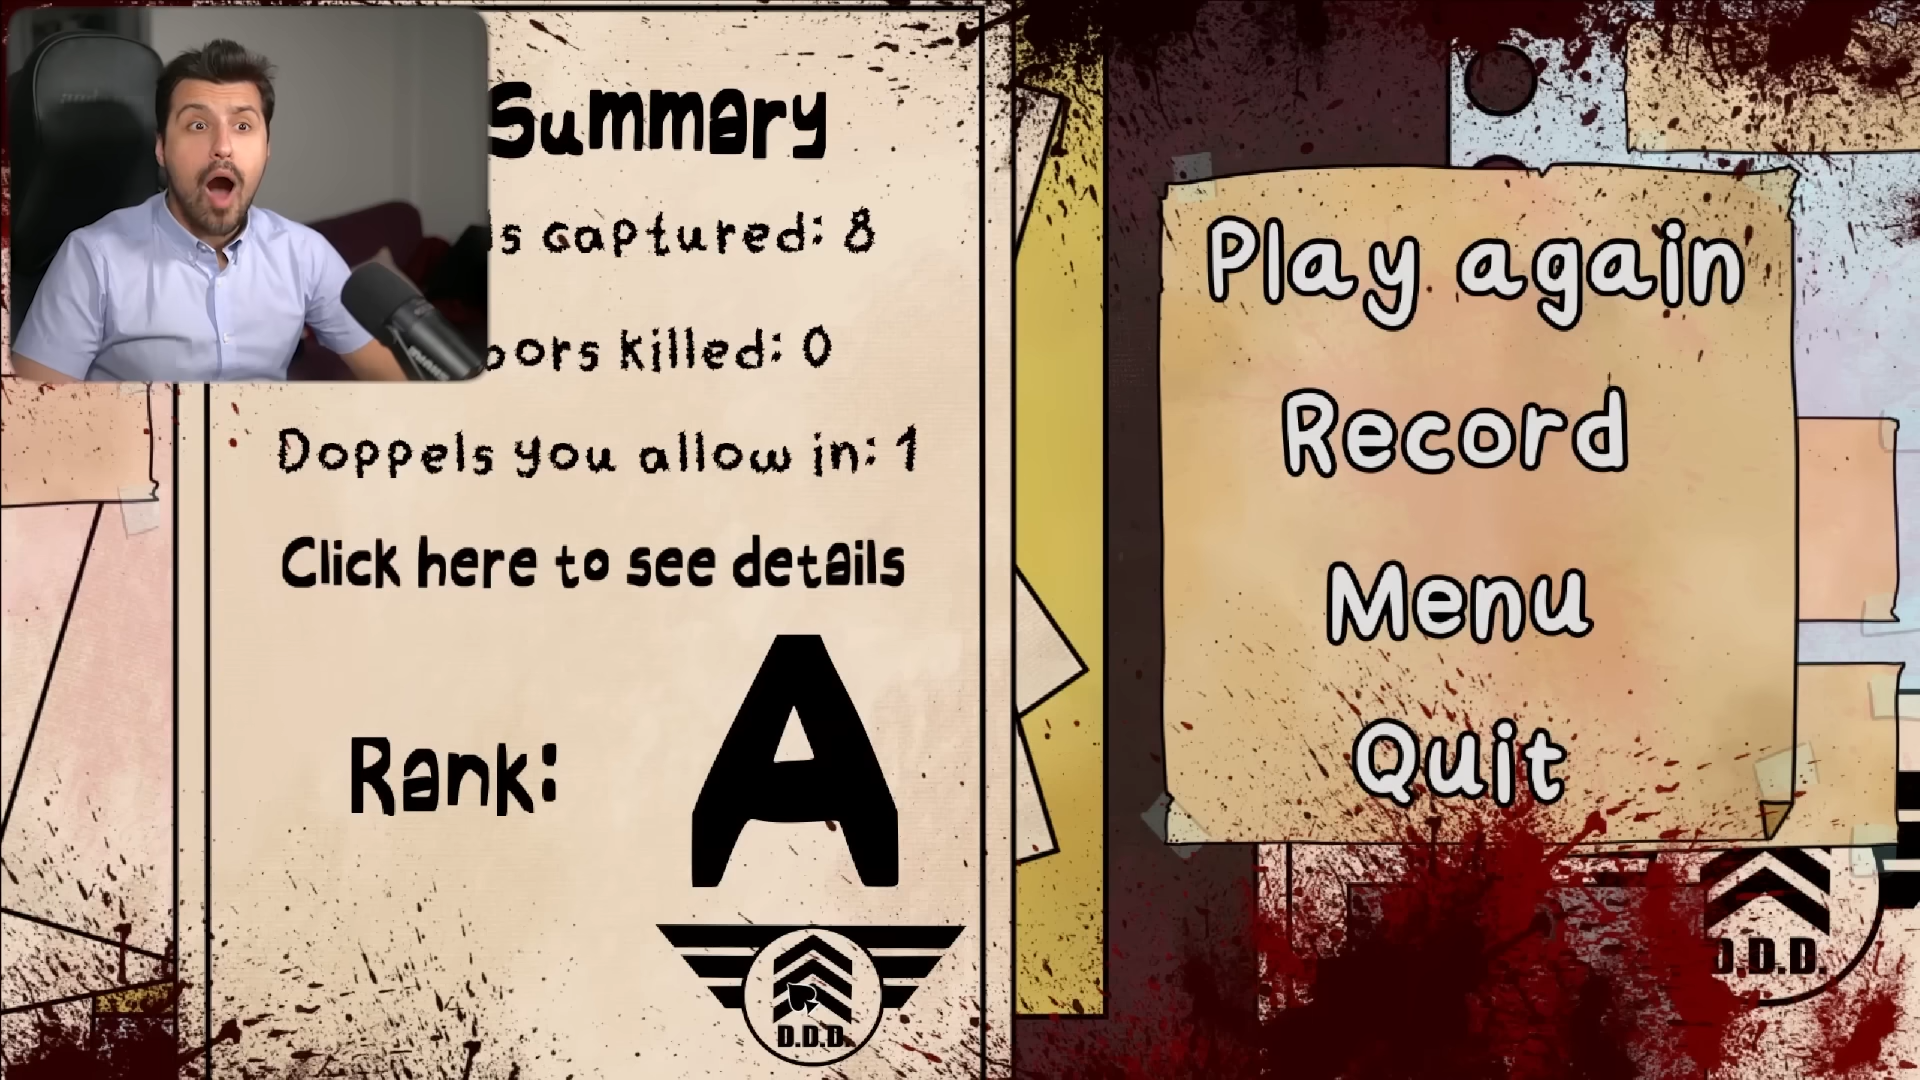 Summary
s captured: 8
ors killed: 0
Doppels you allow in: 1
Click here to see details
Rank: A
D.D.D.
Play again
Record
Menu
Quit
D.D.D.